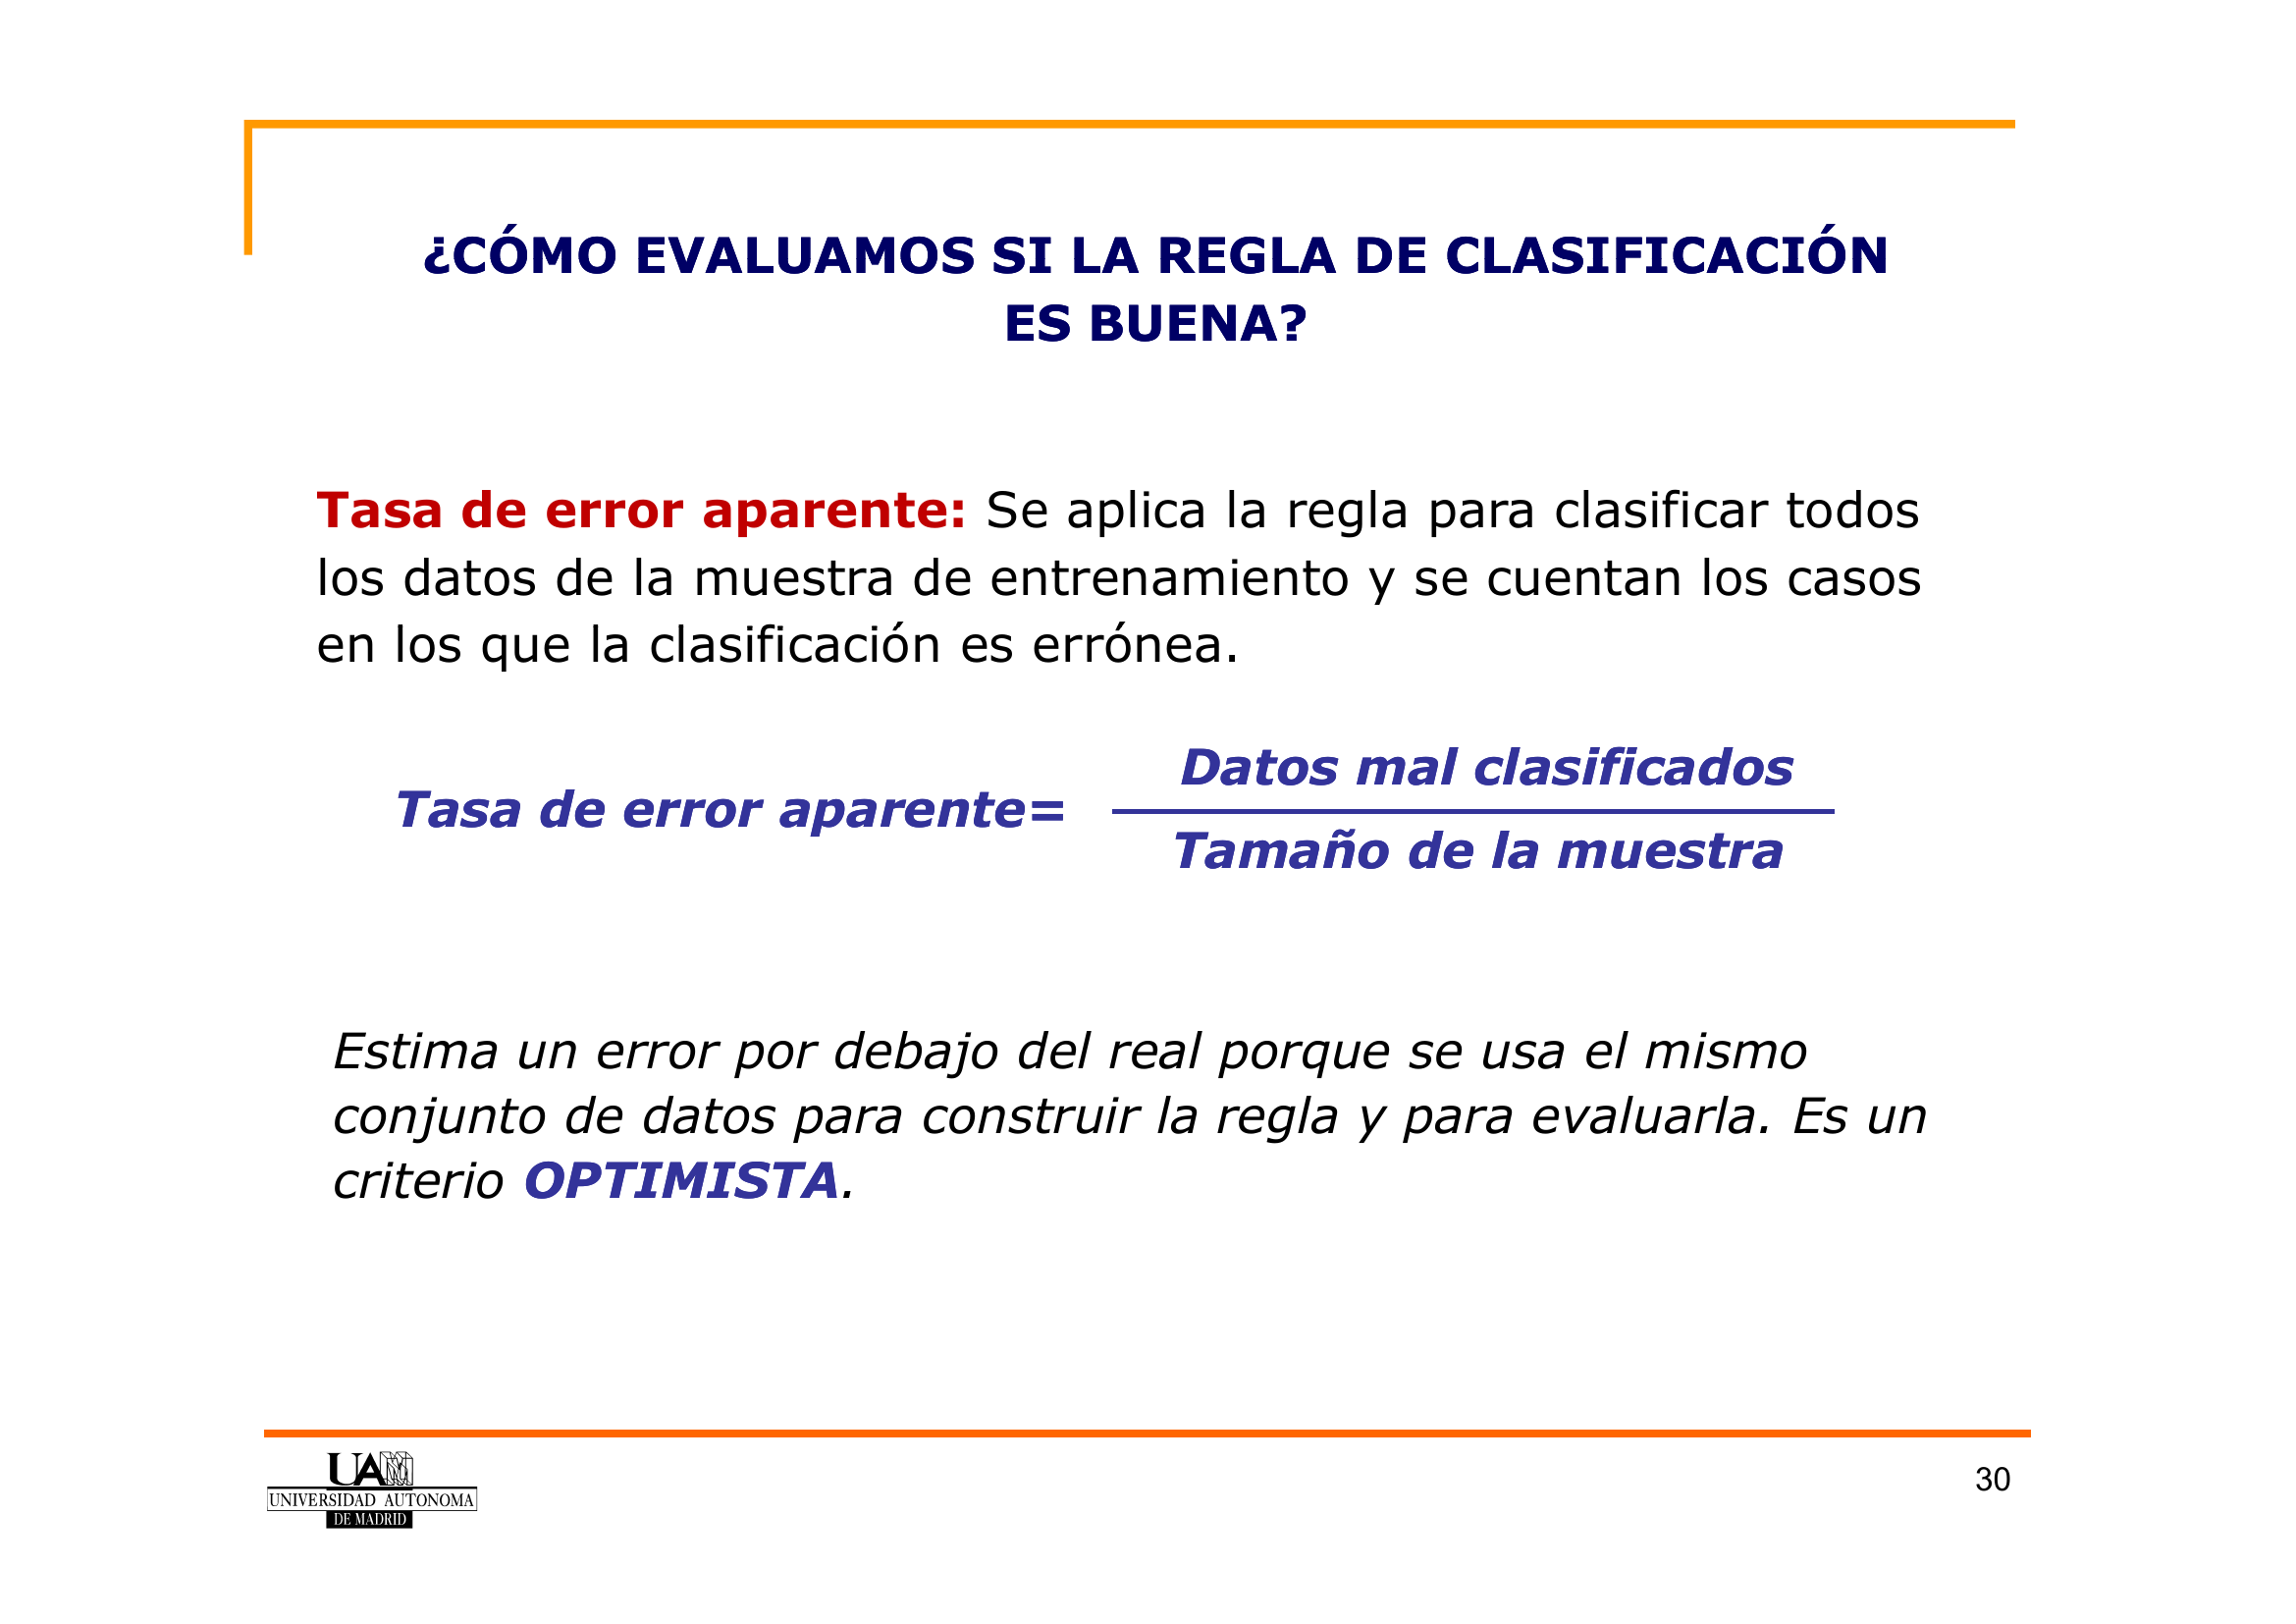 ¿CÓMO EVALUAMOS SI LA REGLA DE CLASIFICACIÓN
ES BUENA?
Tasa de error aparente: Se aplica la regla para clasificar todos
los datos de la muestra de entrenamiento y se cuentan los casos
en los que la clasificación es errónea.
Tasa de error aparente=
Datos mal clasificados
Tamaño de la muestra
Estima un error por debajo del real porque se usa el mismo
conjunto de datos para construir la regla y para evaluarla. Es un
criterio OPTIMISTA.
UAM
UNIVERSIDAD AUTONOMA
DE MADRID
30